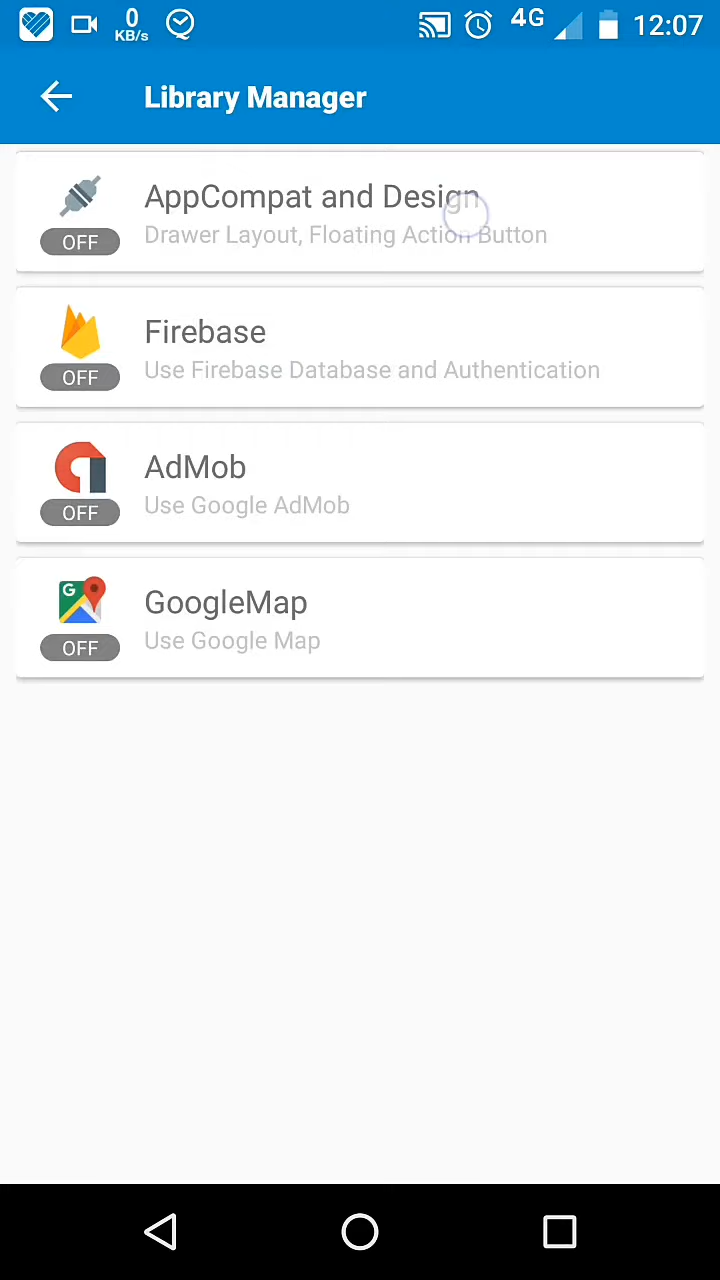 0
KB/s
4G
12:07
Library Manager
AppCompat and Design
OFF
Drawer Layout, Floating Action Button
Firebase
OFF
Use Firebase Database and Authentication
AdMob
OFF
Use Google AdMob
G
GoogleMap
OFF
Use Google Map